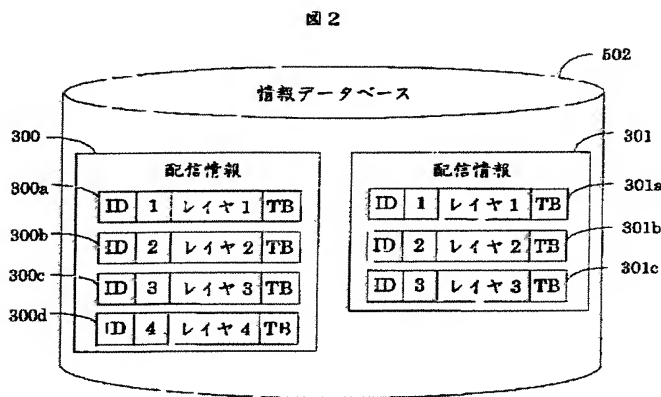 図2
502
情報データベース
300
301
配信情報
300a
ID 1 レイヤ1 TB
300b
ID 2 レイヤ2 TB
300c
ID 3 レイヤ3 TB
300d
ID 4 レイヤ4 TB
配信情報
301a
ID 1 レイヤ1 TB
301b
ID 2 レイヤ2 TB
301c
ID 3 レイヤ3 TB